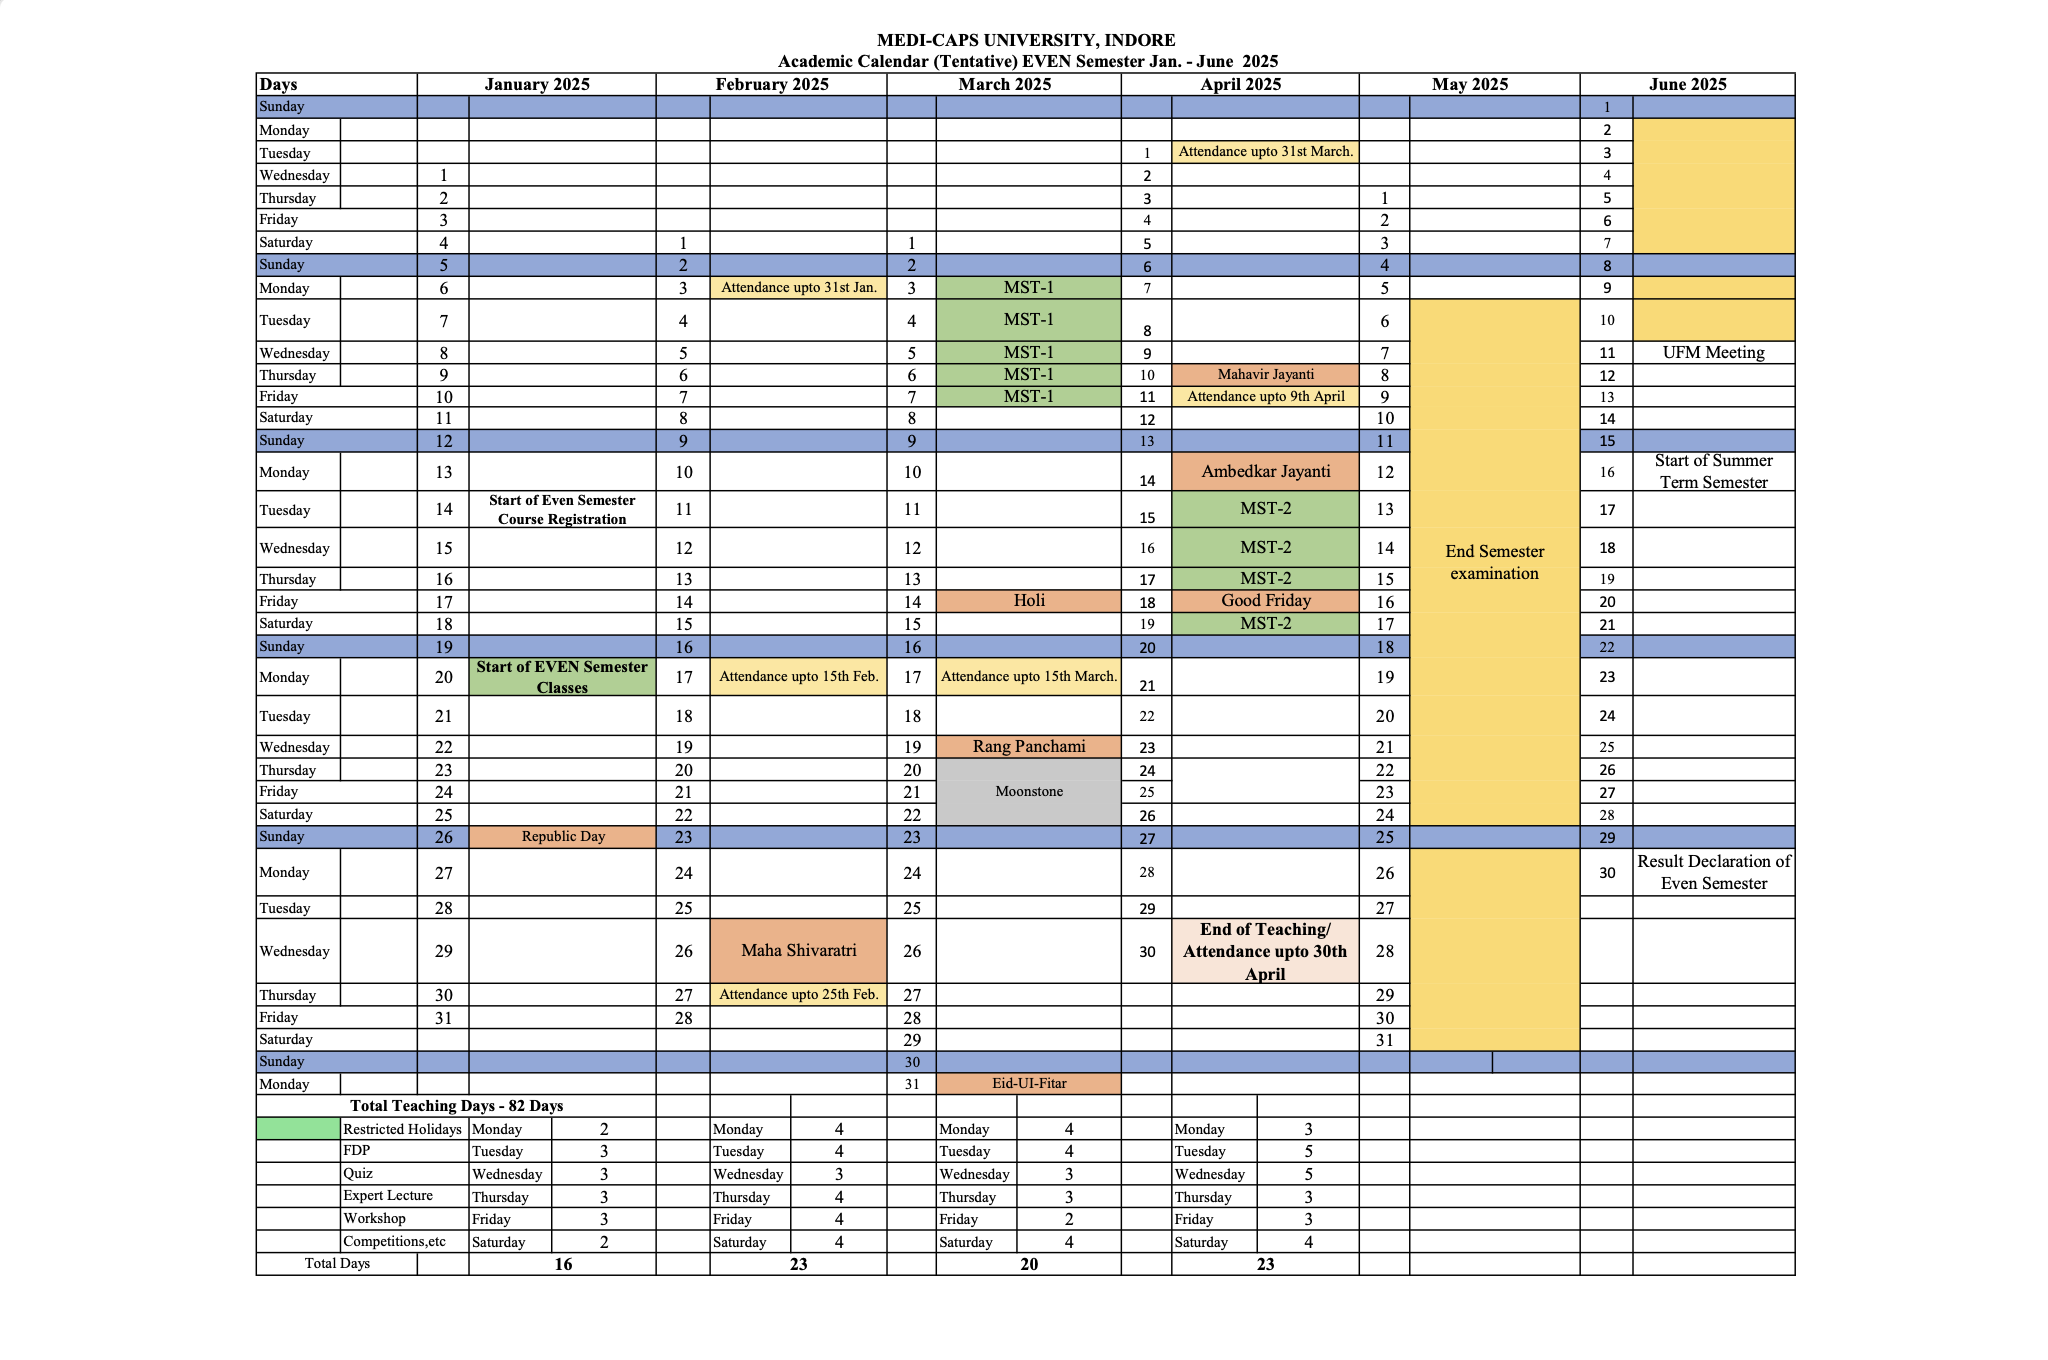 MEDI-CAPS UNIVERSITY, INDORE
Academic Calendar (Tentative) EVEN Semester Jan. - June 2025
Days January 2025 February 2025 March 2025 April 2025 May 2025 June 2025
Sunday 1
Monday 2
Tuesday 1 Attendance upto 31st March. 3
Wednesday 1 2 4
Thursday 2 3 1 5
Friday 3 4 2 6
Saturday 4 1 1 5 3 7
Sunday 5 2 2 6 4 8
Monday 6 3 Attendance upto 31st Jan. 3 MST-1 7 5 9
Tuesday 7 4 4 MST-1 8 6 10
Wednesday 8 5 5 MST-1 9 7 11 UFM Meeting
Thursday 9 6 6 MST-1 10 Mahavir Jayanti 8 12
Friday 10 7 7 MST-1 11 Attendance upto 9th April 9 13
Saturday 11 8 8 12 10 14
Sunday 12 9 9 13 11 15
Monday 13 10 10 14 Ambedkar Jayanti 12 16 Start of Summer
Term Semester
Tuesday 14 Start of Even Semester
Course Registration 11 11 15 MST-2 13 17
Wednesday 15 12 12 16 MST-2 14 End Semester
examination 18
Thursday 16 13 13 17 MST-2 15 19
Friday 17 14 14 Holi 18 Good Friday 16 20
Saturday 18 15 15 19 MST-2 17 21
Sunday 19 16 16 20 18 22
Monday 20 Start of EVEN Semester
Classes 17 Attendance upto 15th Feb. 17 Attendance upto 15th March. 21 19 23
Tuesday 21 18 18 22 20 24
Wednesday 22 19 19 Rang Panchami 23 21 25
Thursday 23 20 20 24 22 26
Friday 24 21 21 Moonstone 25 23 27
Saturday 25 22 22 26 24 28
Sunday 26 Republic Day 23 23 27 25 29
Monday 27 24 24 28 26 30 Result Declaration of
Even Semester
Tuesday 28 25 25 29 27
Wednesday 29 26 Maha Shivaratri 26 30 End of Teaching/
Attendance upto 30th
April 28
Thursday 30 27 Attendance upto 25th Feb. 27 29
Friday 31 28 28 30
Saturday 29 31
Sunday 30
Monday 31 Eid-UI-Fitar
Total Teaching Days - 82 Days
Restricted Holidays Monday 2 Monday 4 Monday 4 Monday 3
FDP Tuesday 3 Tuesday 4 Tuesday 4 Tuesday 5
Quiz Wednesday 3 Wednesday 3 Wednesday 3 Wednesday 5
Expert Lecture Thursday 3 Thursday 4 Thursday 3 Thursday 3
Workshop Friday 3 Friday 4 Friday 2 Friday 3
Competitions,etc Saturday 2 Saturday 4 Saturday 4 Saturday 4
Total Days 16 23 20 23